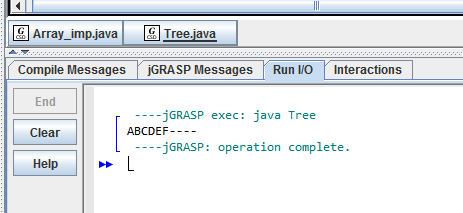 Array_imp.java Tree.java
Compile Messages jGRASP Messages Run I/O Interactions
End
Clear
Help
----jGRASP exec: java Tree
ABCDEF----
----jGRASP: operation complete.